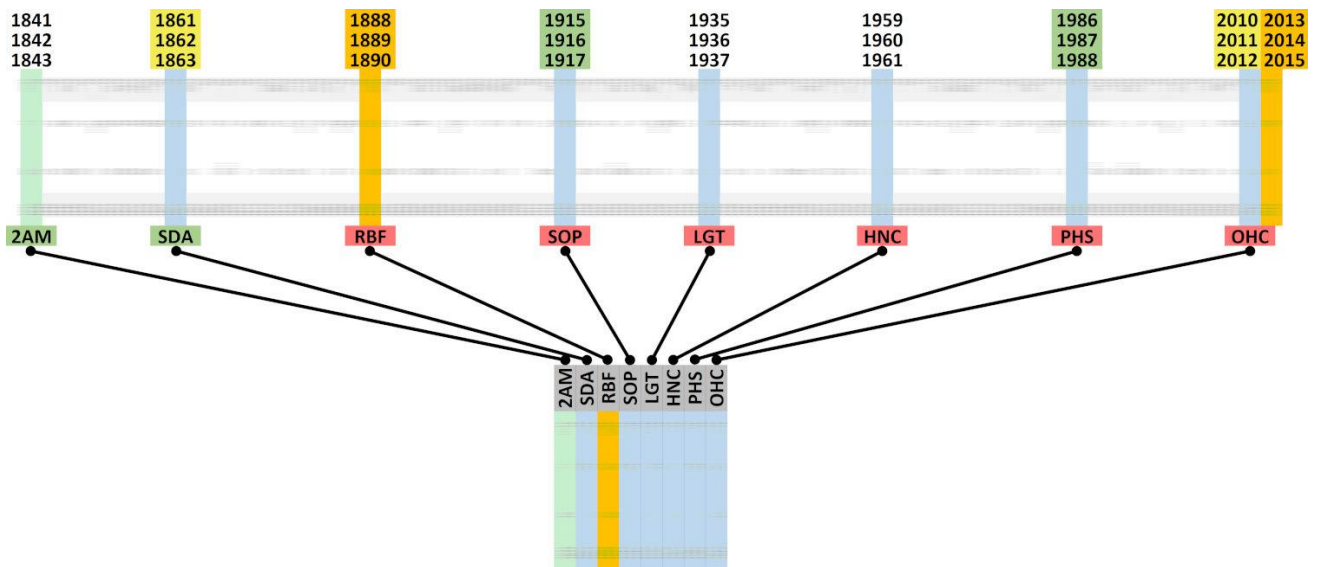 1841 1861 1888 1915 1935 1959 1986 2010 2013
1842 1862 1889 1916 1936 1960 1987 2011 2014
1843 1863 1890 1917 1937 1961 1988 2012 2015
2AM SDA RBF SOP LGT HNC PHS OHC
2AM
SDA
RBF
SOP
LGT
HNC
PHS
OHC